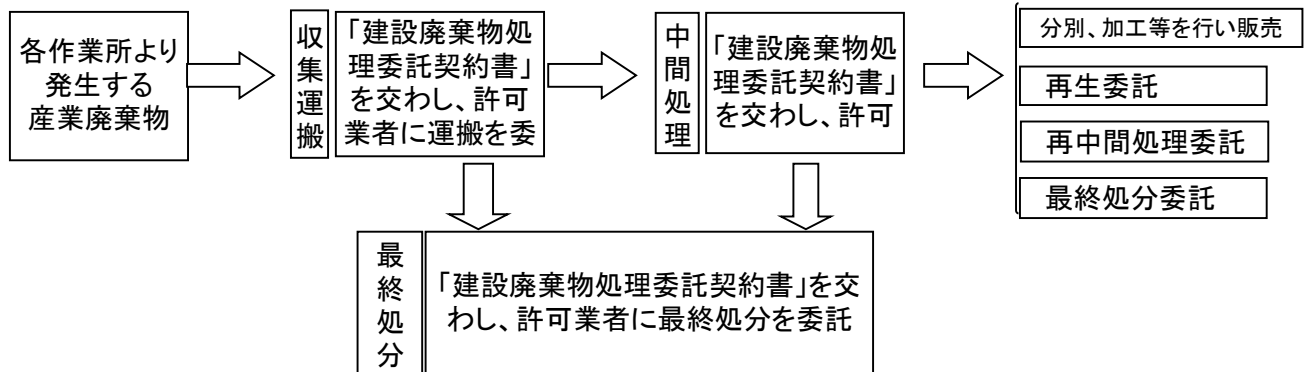 各作業所より
発生する
産業廃棄物
収集運搬
「建設廃棄物処
理委託契約書」
を交わし、許可
業者に運搬を委
中間処理
「建設廃棄物処
理委託契約書」
を交わし、許可
分別、加工等を行い販売
再生委託
再中間処理委託
最終処分委託
最終処分
「建設廃棄物処理委託契約書」を交
わし、許可業者に最終処分を委託